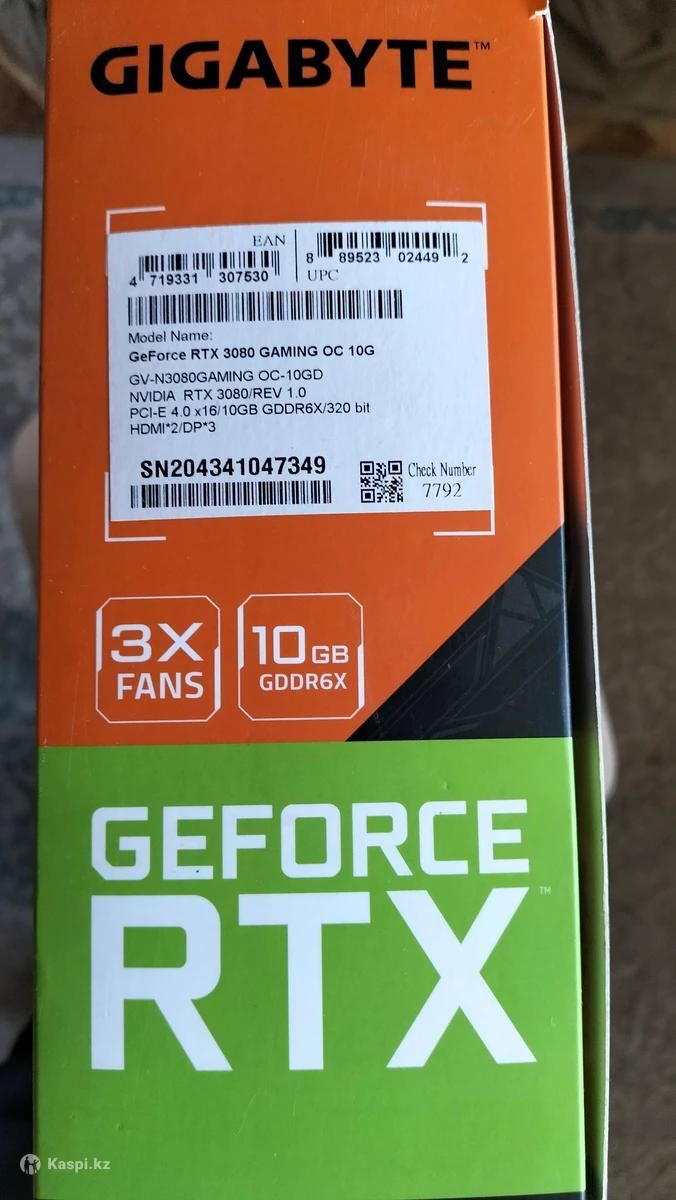 GIGABYTE™
EAN
4 719331 307530
8 89523 02449 2
UPC
Model Name:
GeForce RTX 3080 GAMING OC 10G
GV-N3080GAMING OC-10GD
NVIDIA RTX 3080/REV 1.0
PCI-E 4.0 x16/10GB GDDR6X/320 bit
HDMI*2/DP*3
SN204341047349
Check Number
7792
3X
FANS
10GB
GDDR6X
GEFORCE
RTX™
Kaspi.kz